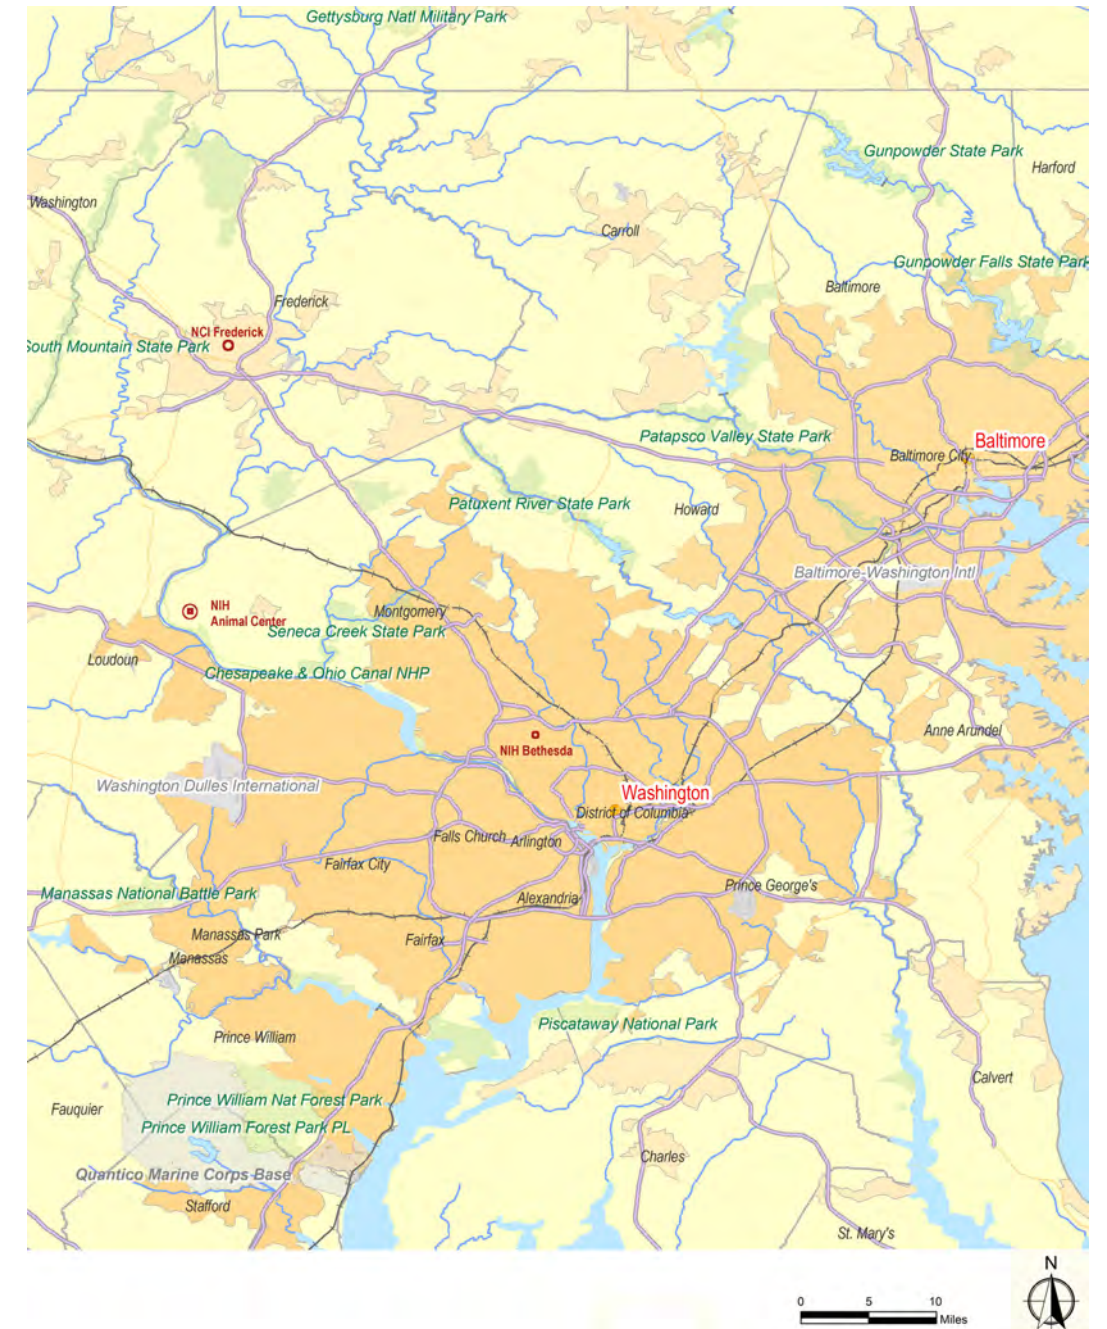 Gettysburg Natl Military Park
Gunpowder State Park
Harford
Washington
Carroll
Gunpowder Falls State Park
Baltimore
Frederick
NCI Frederick
South Mountain State Park
Patapsco Valley State Park
Baltimore
Baltimore City
Patuxent River State Park
Howard
Baltimore-Washington Intl
NIH
Animal Center
Montgomery
Seneca Creek State Park
Loudoun
Chesapeake & Ohio Canal NHP
Anne Arundel
NIH Bethesda
Washington Dulles International
Washington
District of Columbia
Falls Church
Arlington
Fairfax City
Prince George's
Manassas National Battle Park
Alexandria
Manassas Park
Fairfax
Manassas
Piscataway National Park
Prince William
Calvert
Prince William Nat Forest Park
Fauquier
Prince William Forest Park PL
Charles
Quantico Marine Corps Base
Stafford
St. Mary's
N
0 5 10
Miles